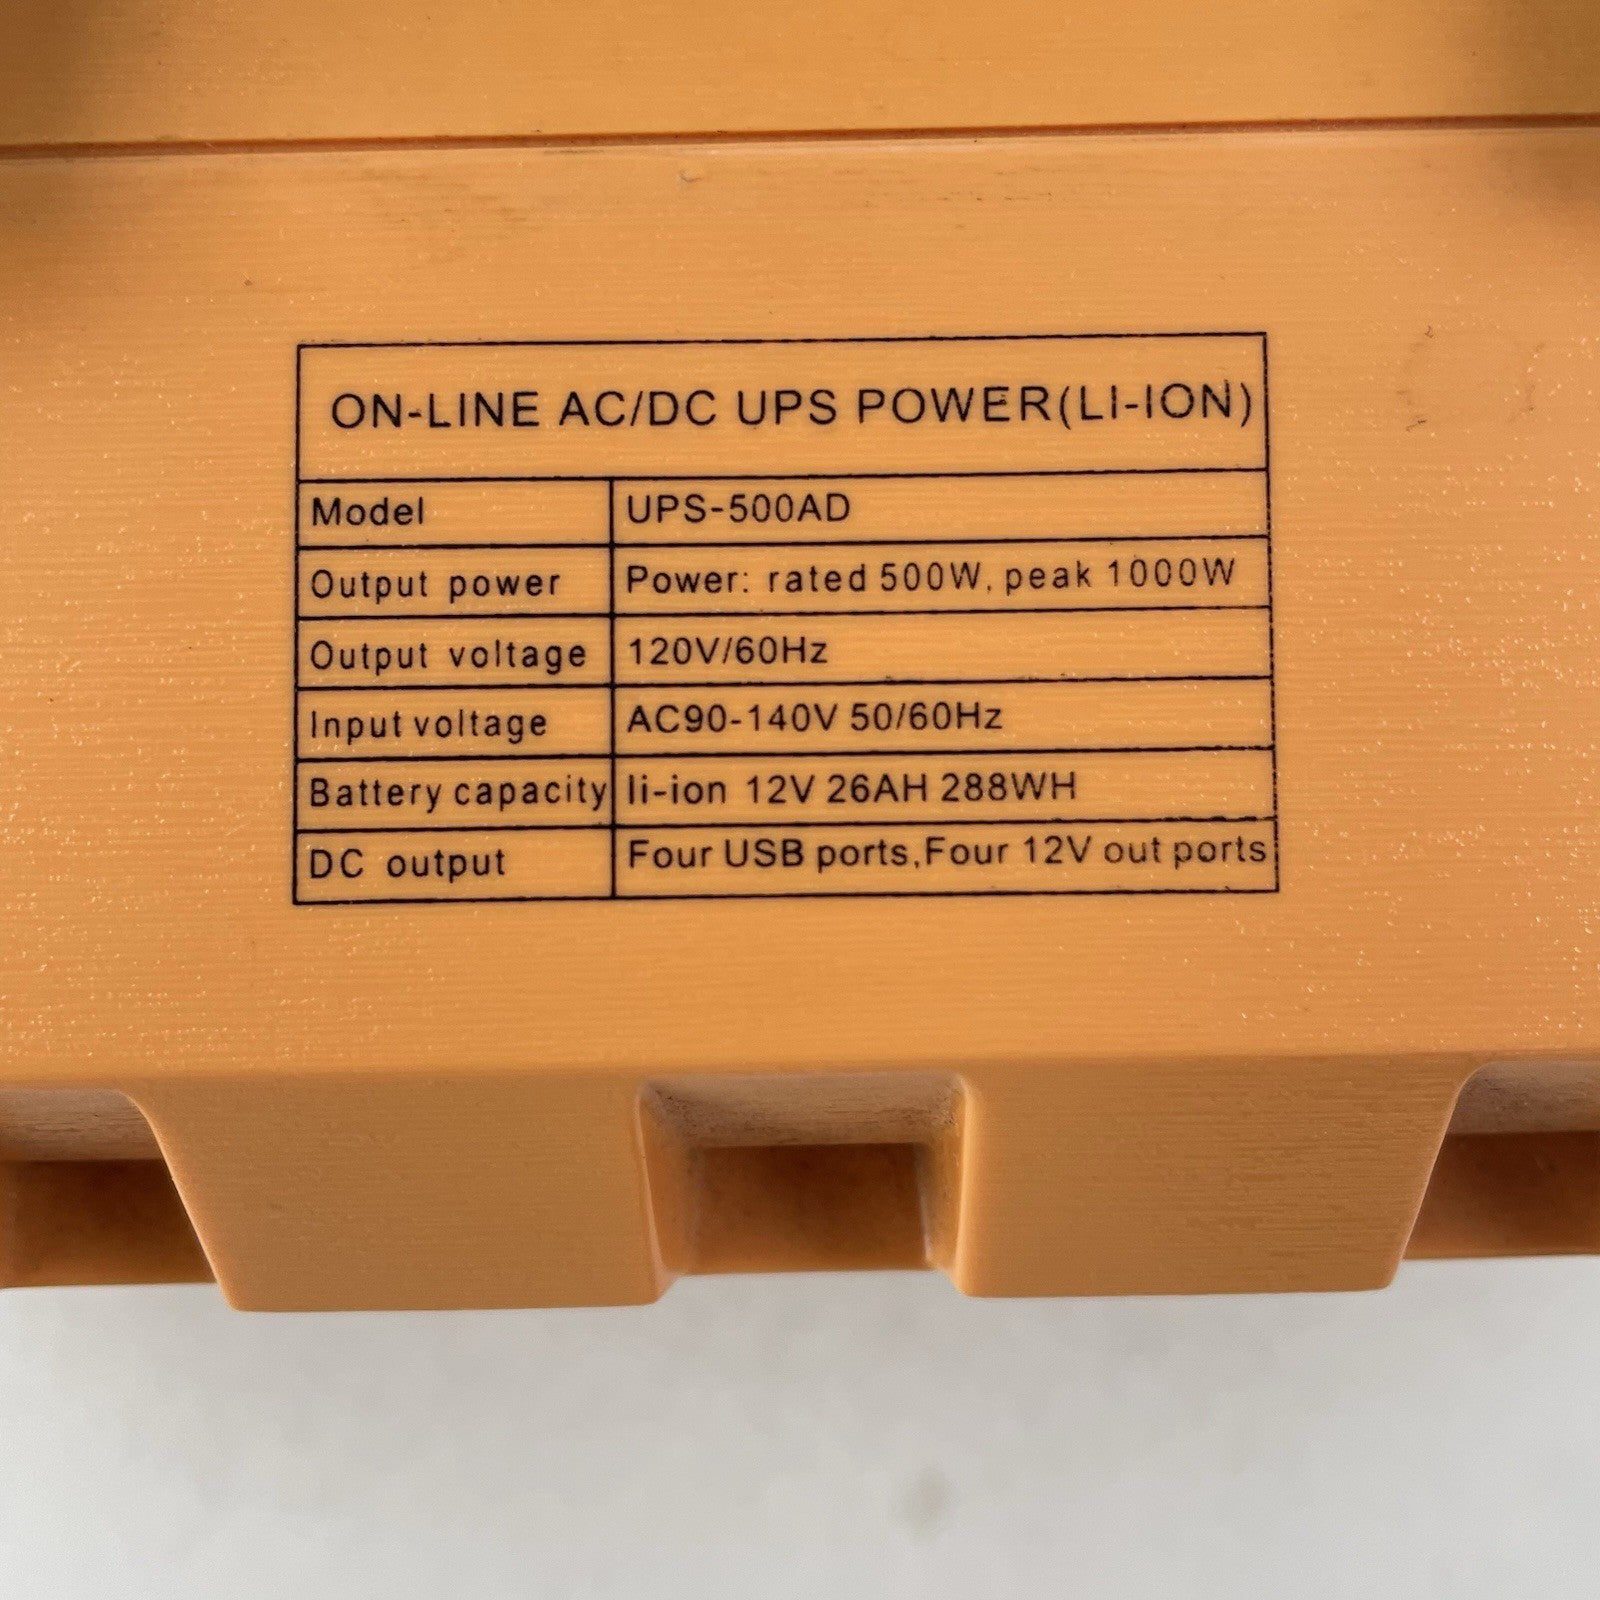 ON-LINE AC/DC UPS POWER(LI-ION)
Model UPS-500AD
Output power Power: rated 500W, peak 1000W
Output voltage 120V/60Hz
Input voltage AC90-140V 50/60Hz
Battery capacity li-ion 12V 26AH 288WH
DC output Four USB ports,Four 12V out ports